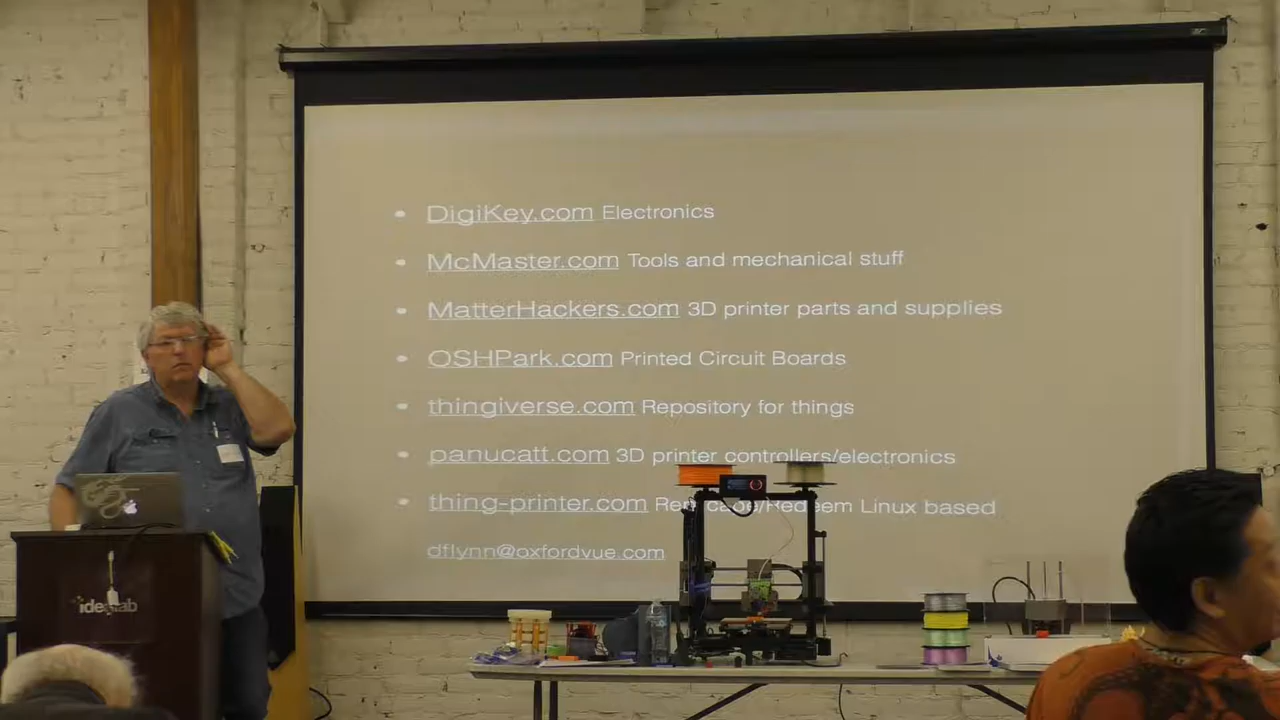 • DigiKey.com Electronics
• McMaster.com Tools and mechanical stuff
• MatterHackers.com 3D printer parts and supplies
• OSHPark.com Printed Circuit Boards
• thingiverse.com Repository for things
• panucatt.com 3D printer controllers/electronics
• thing-printer.com Linux based
dflynn@oxfordvue.com
idealab